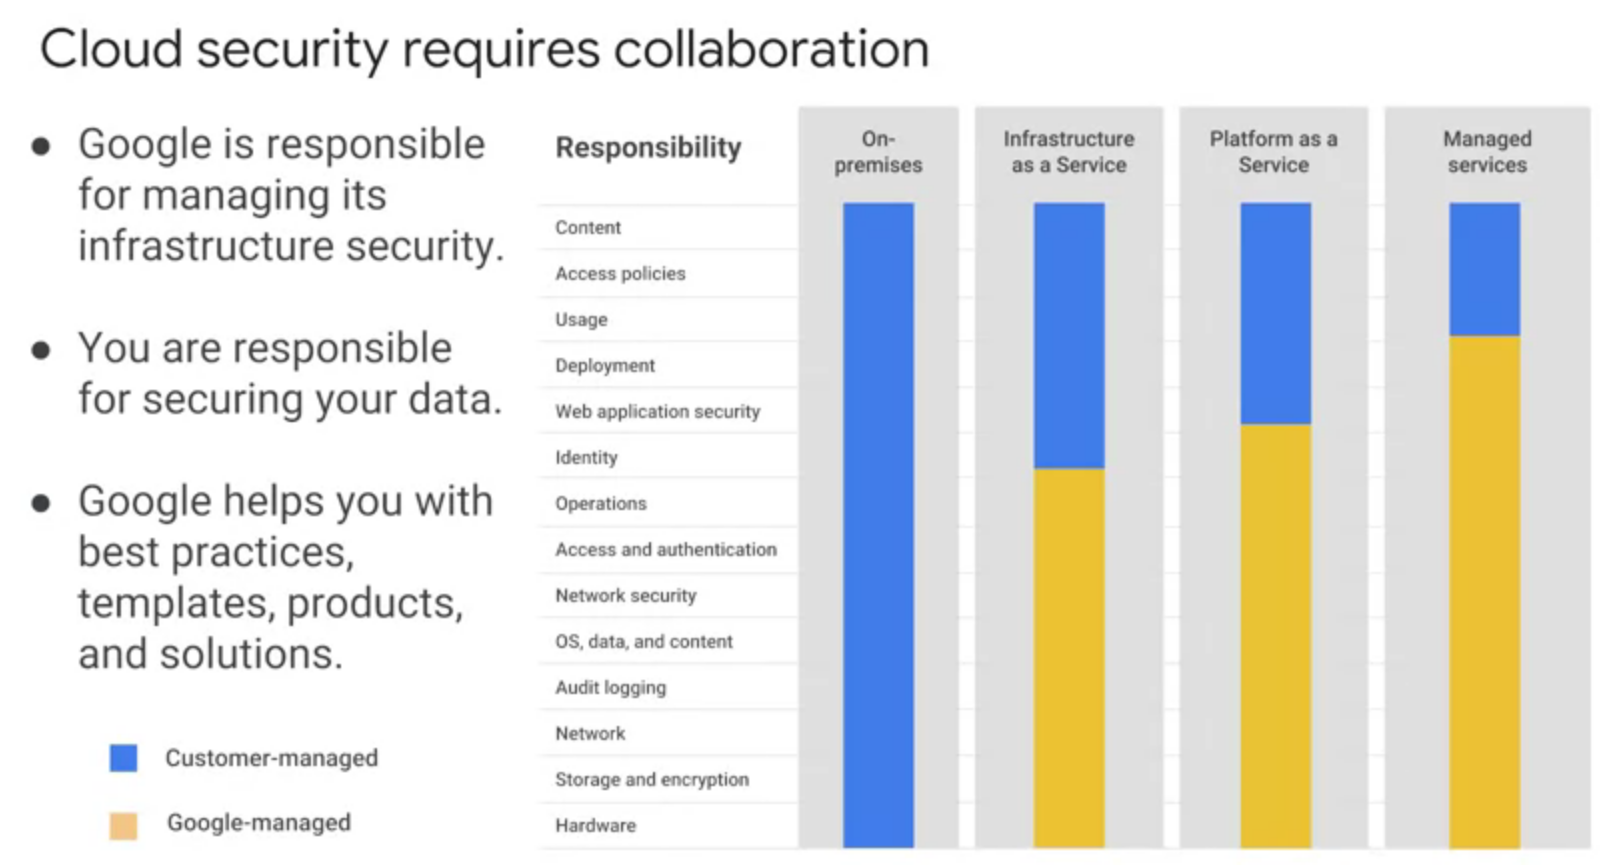 Cloud security requires collaboration
● Google is responsible
for managing its
infrastructure security.
● You are responsible
for securing your data.
● Google helps you with
best practices,
templates, products,
and solutions.
Customer-managed
Google-managed
Responsibility
On-
premises
Infrastructure
as a Service
Platform as a
Service
Managed
services
Content
Access policies
Usage
Deployment
Web application security
Identity
Operations
Access and authentication
Network security
OS, data, and content
Audit logging
Network
Storage and encryption
Hardware